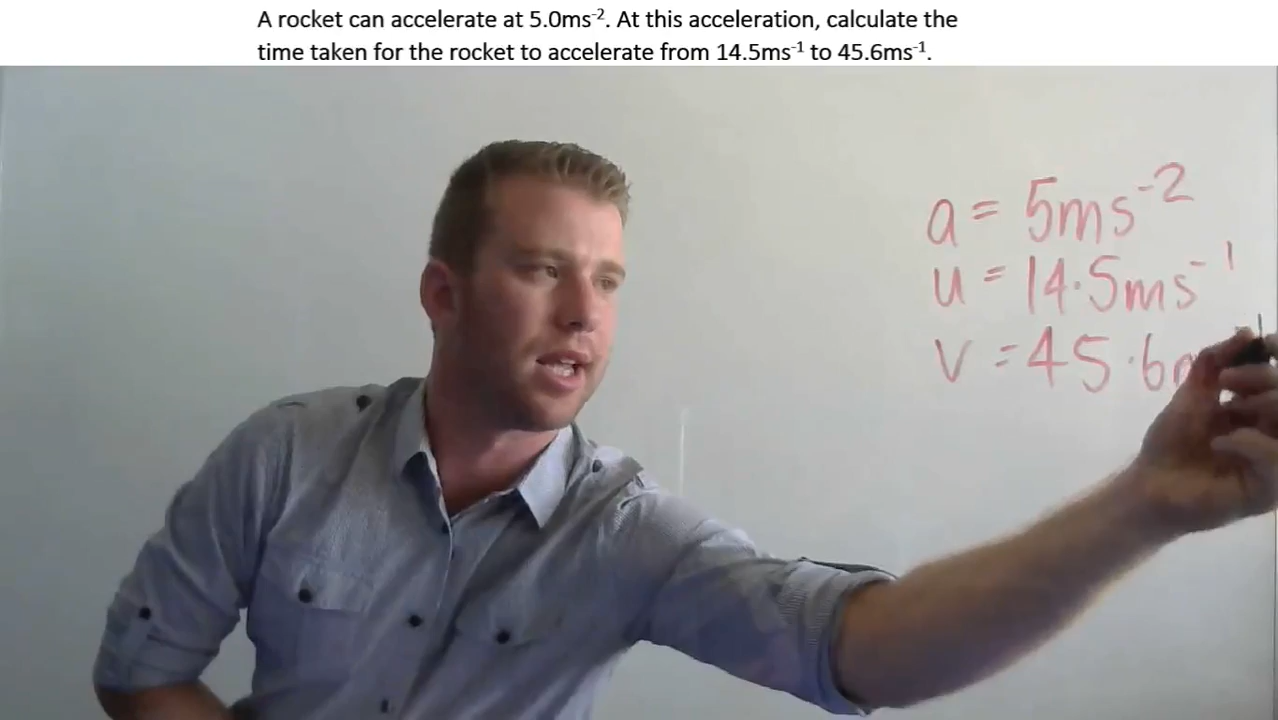 A rocket can accelerate at 5.0ms⁻². At this acceleration, calculate the
time taken for the rocket to accelerate from 14.5ms⁻¹ to 45.6ms⁻¹.
a = 5ms⁻²
u = 14.5ms⁻¹
v = 45.6m